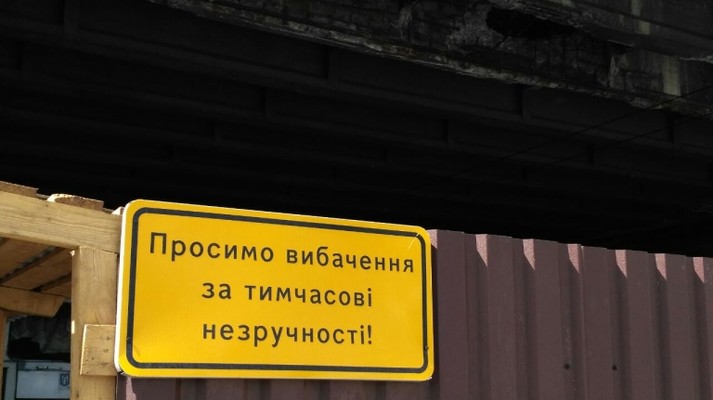 Просимо вибачення
за тимчасові
незручності!